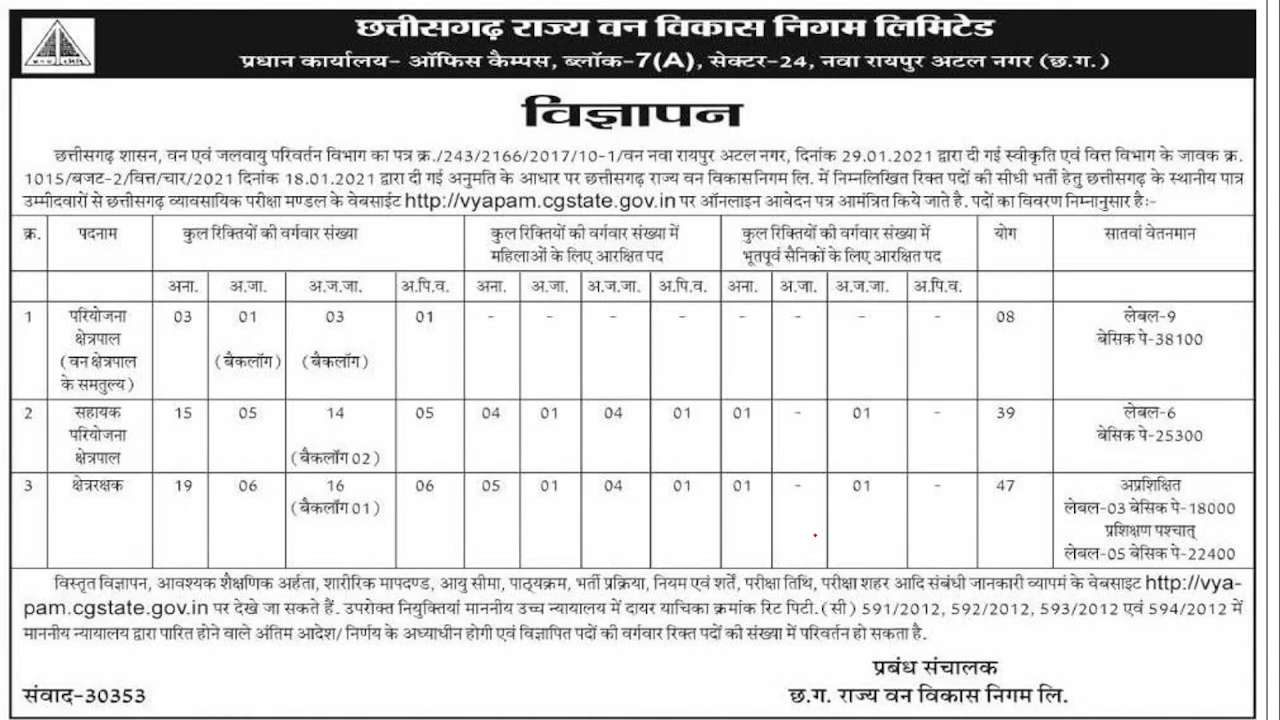 छत्तीसगढ़ राज्य वन विकास निगम लिमिटेड
प्रधान कार्यालय– ऑफिस कैम्पस, ब्लॉक–7(A), सेक्टर–24, नवा रायपुर अटल नगर (छ.ग.)
विज्ञापन
छत्तीसगढ़ शासन, वन एवं जलवायु परिवर्तन विभाग का पत्र क्र./243/2166/2017/10-1/वन नवा रायपुर अटल नगर, दिनांक 29.01.2021 द्वारा दी गई स्वीकृति एवं वित्त विभाग के जावक क्र.
1015/बजट-2/वित्त/चार/2021 दिनांक 18.01.2021 द्वारा दी गई अनुमति के आधार पर छत्तीसगढ़ राज्य वन विकास निगम लि. में निम्नलिखित रिक्त पदों की सीधी भर्ती हेतु छत्तीसगढ़ के स्थानीय पात्र
उम्मीदवारों से छत्तीसगढ़ व्यावसायिक परीक्षा मण्डल के वेबसाईट http://vyapam.cgstate.gov.in पर ऑनलाइन आवेदन पत्र आमंत्रित किये जाते है. पदों का विवरण निम्नानुसार है:-
क्र. पदनाम कुल रिक्तियों की वर्गवार संख्या कुल रिक्तियों की वर्गवार संख्या में कुल रिक्तियों की वर्गवार संख्या में योग सातवां वेतनमान
महिलाओं के लिए आरक्षित पद भूतपूर्व सैनिकों के लिए आरक्षित पद
अना. अ.जा. अ.ज.जा. अ.पि.व. अना. अ.जा. अ.ज.जा. अ.पि.व. अना. अ.जा. अ.ज.जा. अ.पि.व.
1 परियोजना 03 01 03 01 - - - - - - - - 08 लेबल-9
क्षेत्रपाल बेसिक पे-38100
(वन क्षेत्रपाल (बैकलॉग) (बैकलॉग)
के समतुल्य)
2 सहायक 15 05 14 05 04 01 04 01 01 - 01 - 39 लेबल-6
परियोजना बेसिक पे-25300
क्षेत्रपाल (बैकलॉग 02)
3 क्षेत्ररक्षक 19 06 16 06 05 01 04 01 01 - 01 - 47 अप्रशिक्षित
(बैकलॉग 01) लेबल-03 बेसिक पे-18000
प्रशिक्षण पश्चात्
लेबल-05 बेसिक पे-22400
विस्तृत विज्ञापन, आवश्यक शैक्षणिक अर्हता, शारीरिक मापदण्ड, आयु सीमा, पाठ्यक्रम, भर्ती प्रक्रिया, नियम एवं शर्तें, परीक्षा तिथि, परीक्षा शहर आदि संबंधी जानकारी व्यापमं के वेबसाइट http://vya-
pam.cgstate.gov.in पर देखे जा सकते हैं. उपरोक्त नियुक्तियां माननीय उच्च न्यायालय में दायर याचिका क्रमांक रिट पिटी.(सी) 591/2012, 592/2012, 593/2012 एवं 594/2012 में
माननीय न्यायालय द्वारा पारित होने वाले अंतिम आदेश/ निर्णय के अध्याधीन होगी एवं विज्ञापित पदों की वर्गवार रिक्त पदों की संख्या में परिवर्तन हो सकता है.
प्रबंध संचालक
संवाद-30353 छ.ग. राज्य वन विकास निगम लि.